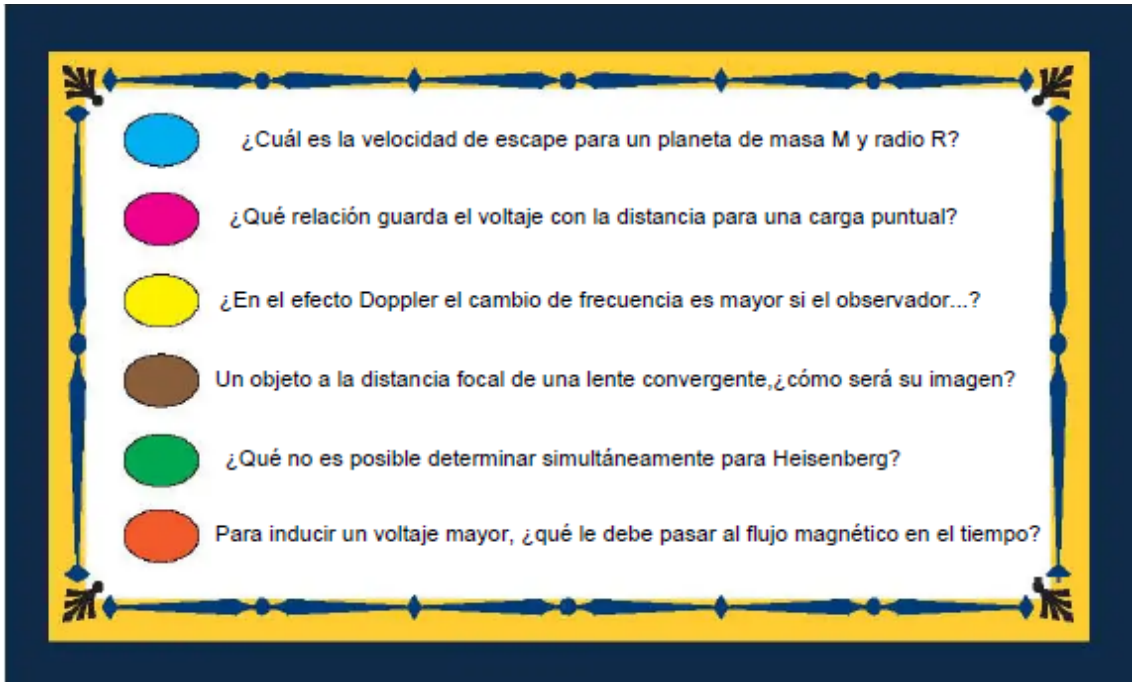 ¿Cuál es la velocidad de escape para un planeta de masa M y radio R?
¿Qué relación guarda el voltaje con la distancia para una carga puntual?
¿En el efecto Doppler el cambio de frecuencia es mayor si el observador...?
Un objeto a la distancia focal de una lente convergente,¿cómo será su imagen?
¿Qué no es posible determinar simultáneamente para Heisenberg?
Para inducir un voltaje mayor, ¿qué le debe pasar al flujo magnético en el tiempo?